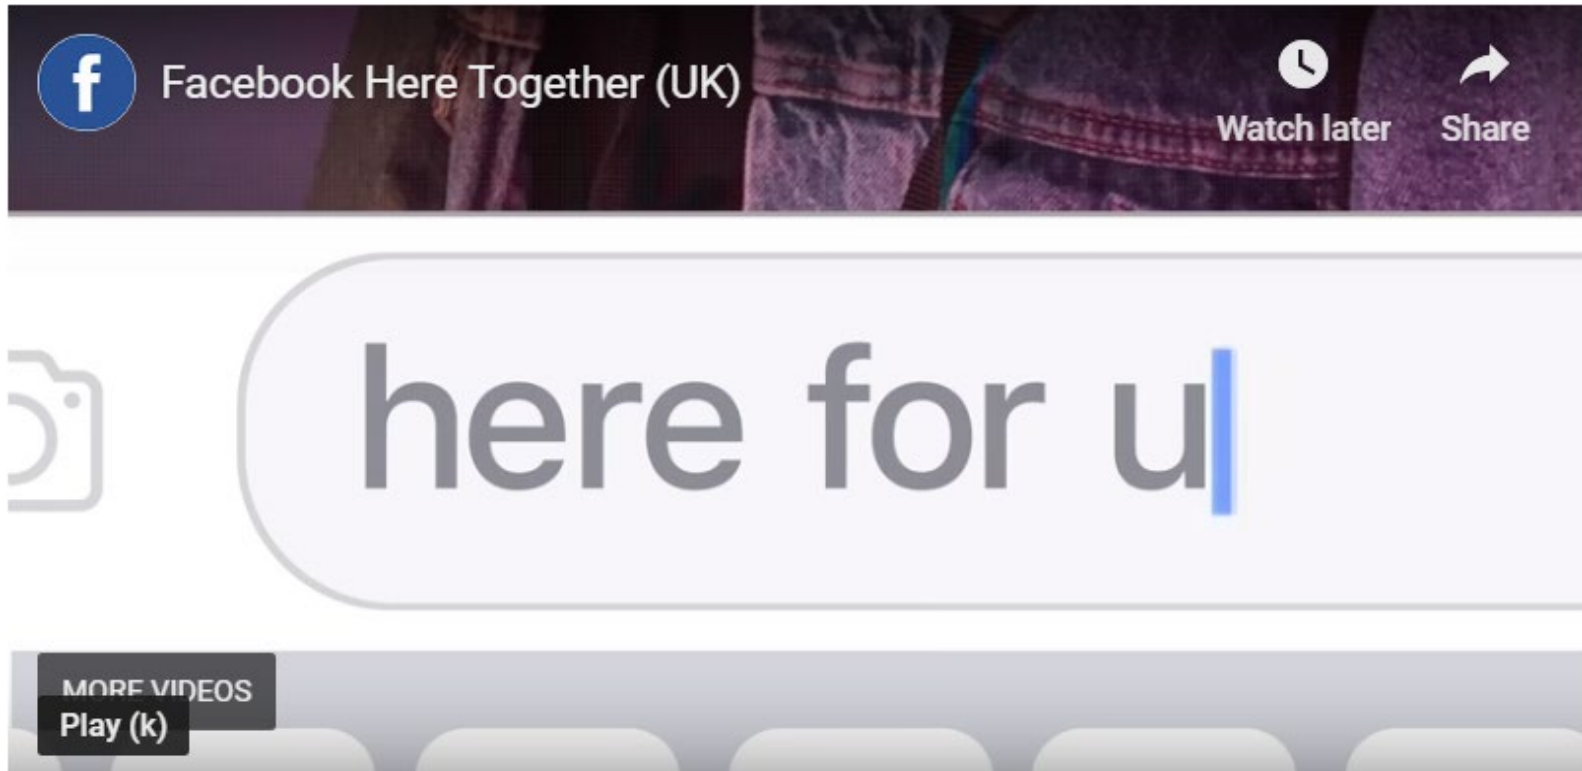 f Facebook Here Together (UK)
Watch later Share
here for u
MORE VIDEOS
Play (k)